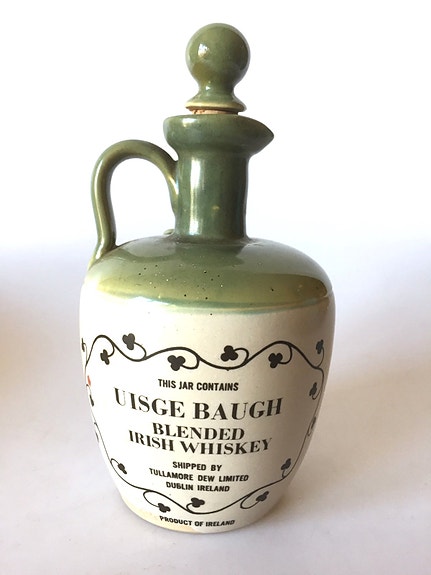 THIS JAR CONTAINS
UISGE BAUGH
BLENDED
IRISH WHISKEY
SHIPPED BY
TULLAMORE DEW LIMITED
DUBLIN IRELAND
PRODUCT OF IRELAND